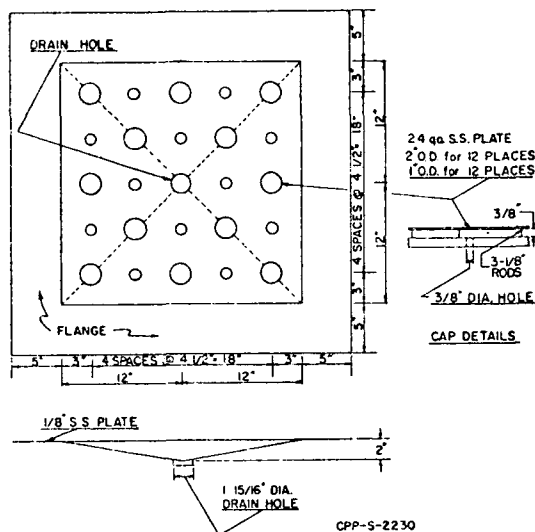 DRAIN HOLE
5"
3"
12"
4 SPACES @ 4 1/2"-18"
12"
3"
5"
24 ga. S.S. PLATE
2" O.D. for 12 PLACES
1" O.D. for 12 PLACES
3/8"
3-1/8"
RODS
3/8" DIA. HOLE
CAP DETAILS
FLANGE
5" 3" 4 SPACES @ 4 1/2"-18" 3" 5"
12" 12"
1/8" S S PLATE
2"
1 15/16" DIA.
DRAIN HOLE
CPP-S-2230